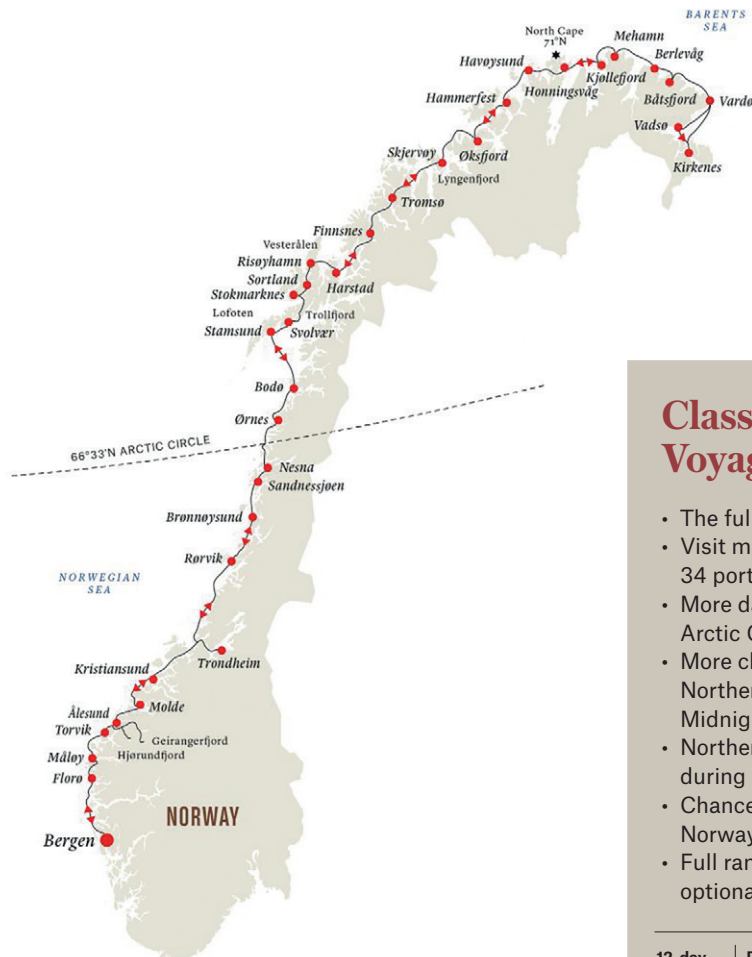 BARENTS
SEA
North Cape
71°N
Mehamn
Berlevåg
Havøysund
Kjøllefjord
Honningsvåg
Båtsfjord
Vardø
Hammerfest
Vadsø
Øksfjord
Kirkenes
Skjervøy
Lyngenfjord
Tromsø
Finnsnes
Vesterålen
Risøyhamn
Harstad
Sortland
Stokmarknes
Lofoten
Trollfjord
Stamsund
Svolvær
Bodø
Ørnes
66°33'N ARCTIC CIRCLE
Nesna
Sandnessjøen
Brønnøysund
Rørvik
NORWEGIAN
SEA
Trondheim
Kristiansund
Molde
Ålesund
Torvik
Geirangerfjord
Hjørundfjord
Måløy
Florø
NORWAY
Bergen
Class
Voyag
• The ful
• Visit m
34 port
• More da
Arctic C
• More ch
Norther
Midnig
• Norther
during
• Chance
Norway
• Full ran
optiona
12-day